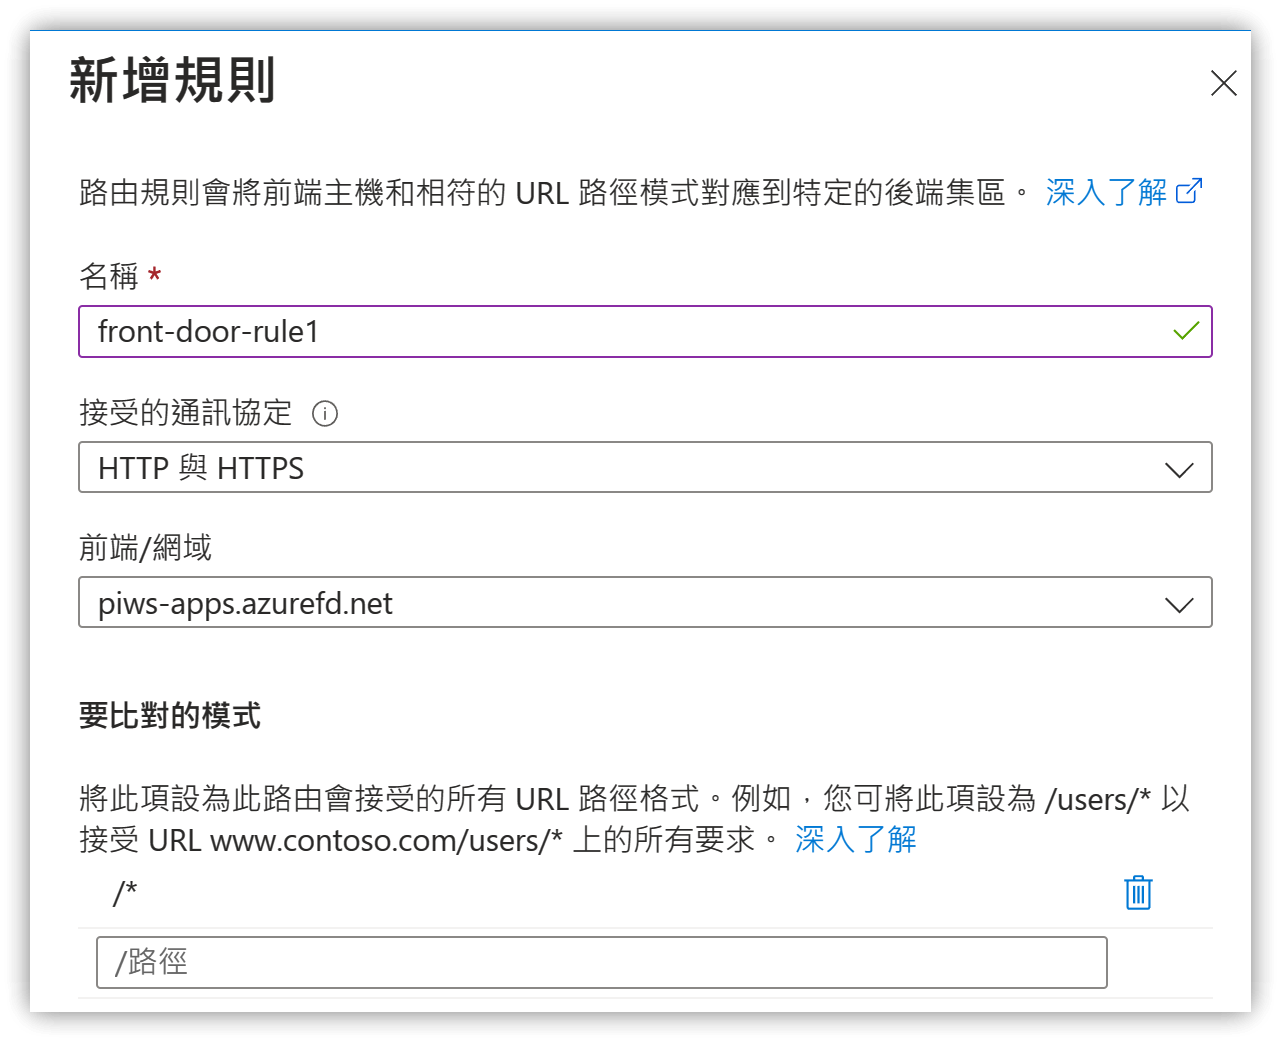 新增規則
路由規則會將前端主機和相符的 URL 路徑模式對應到特定的後端集區。 深入了解
名稱 *
front-door-rule1
接受的通訊協定
HTTP 與 HTTPS
前端/網域
piws-apps.azurefd.net
要比對的模式
將此項設為此路由會接受的所有 URL 路徑格式。例如，您可將此項設為 /users/* 以
接受 URL www.contoso.com/users/* 上的所有要求。 深入了解
/*
/路徑